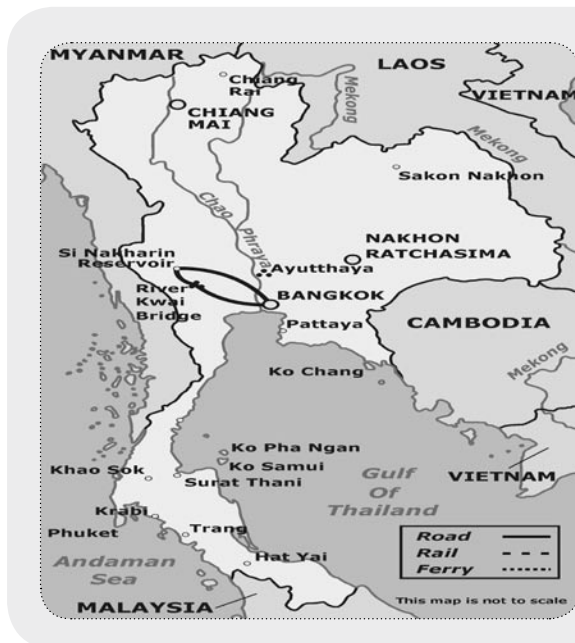 MYANMAR
LAOS
VIETNAM
Chiang
Rai
CHIANG
MAI
Mekong
Mekong
Sakon Nakhon
Chao
Phraya
NAKHON
RATCHASIMA
Si Nakharin
Reservoir
Ayutthaya
River
Kwai
Bridge
BANGKOK
Pattaya
CAMBODIA
Mekong
Ko Chang
Ko Pha Ngan
Ko Samui
Khao Sok
Surat Thani
Gulf
Of
Thailand
VIETNAM
Krabi
Phuket
Trang
Hat Yai
Andaman
Sea
MALAYSIA
Road
Rail
Ferry
This map is not to scale